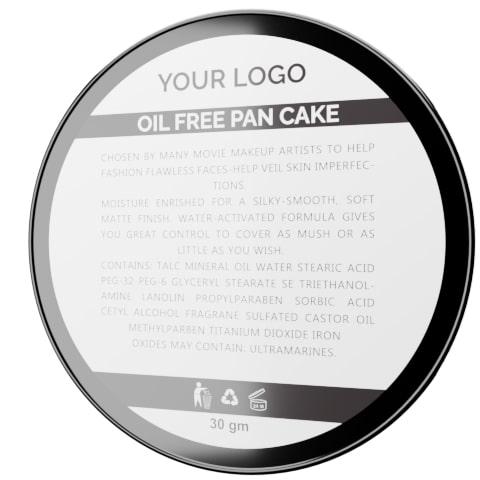 YOUR LOGO
OIL FREE PAN CAKE
CHOSEN BY MANY MOVIE MAKEUP ARTISTS TO HELP
FASHION FLAWLESS FACES-HELP VEIL SKIN IMPERFEC-
TIONS.
MOISTURE ENRISHED FOR A SILKY-SMOOTH, SOFT
MATTE FINISH. WATER-ACTIVATED FORMULA GIVES
YOU GREAT CONTROL TO COVER AS MUSH OR AS
LITTLE AS YOU WISH.
CONTAINS: TALC MINERAL OIL WATER STEARIC ACID
PEG-32 PEG-6 GLYCERYL STEARATE SE TRIETHANOL-
AMINE LANOLIN PROPYLPARABEN SORBIC ACID
CETYL ALCOHOL FRAGRANE SULFATED CASTOR OIL
METHYLPARBEN TITANIUM DIOXIDE IRON
OXIDES MAY CONTAIN: ULTRAMARINES.
24 M
30 gm